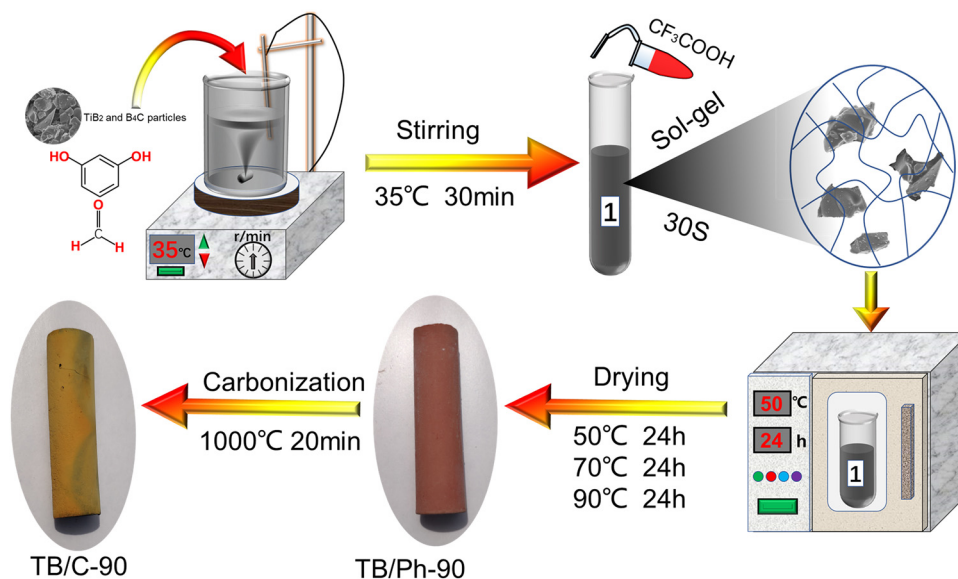 CF₃COOH
TiB₂ and B₄C particles
HO
OH
O
C
H
H
35℃
r/min
Stirring
35℃ 30min
1
Sol-gel
30S
50 ℃
24 h
1
Drying
50℃ 24h
70℃ 24h
90℃ 24h
Carbonization
1000℃ 20min
TB/Ph-90
TB/C-90